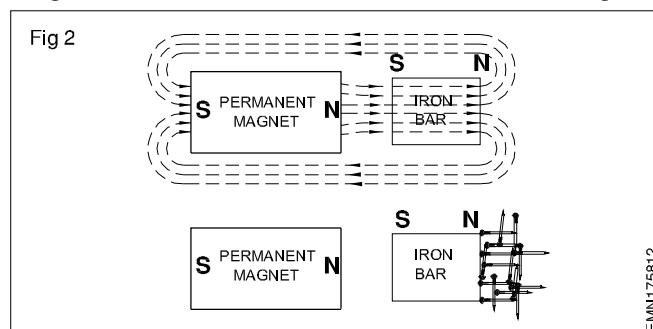 Fig 2
S N
S PERMANENT MAGNET N
IRON BAR
S N
S PERMANENT MAGNET N
IRON BAR
EMN175812